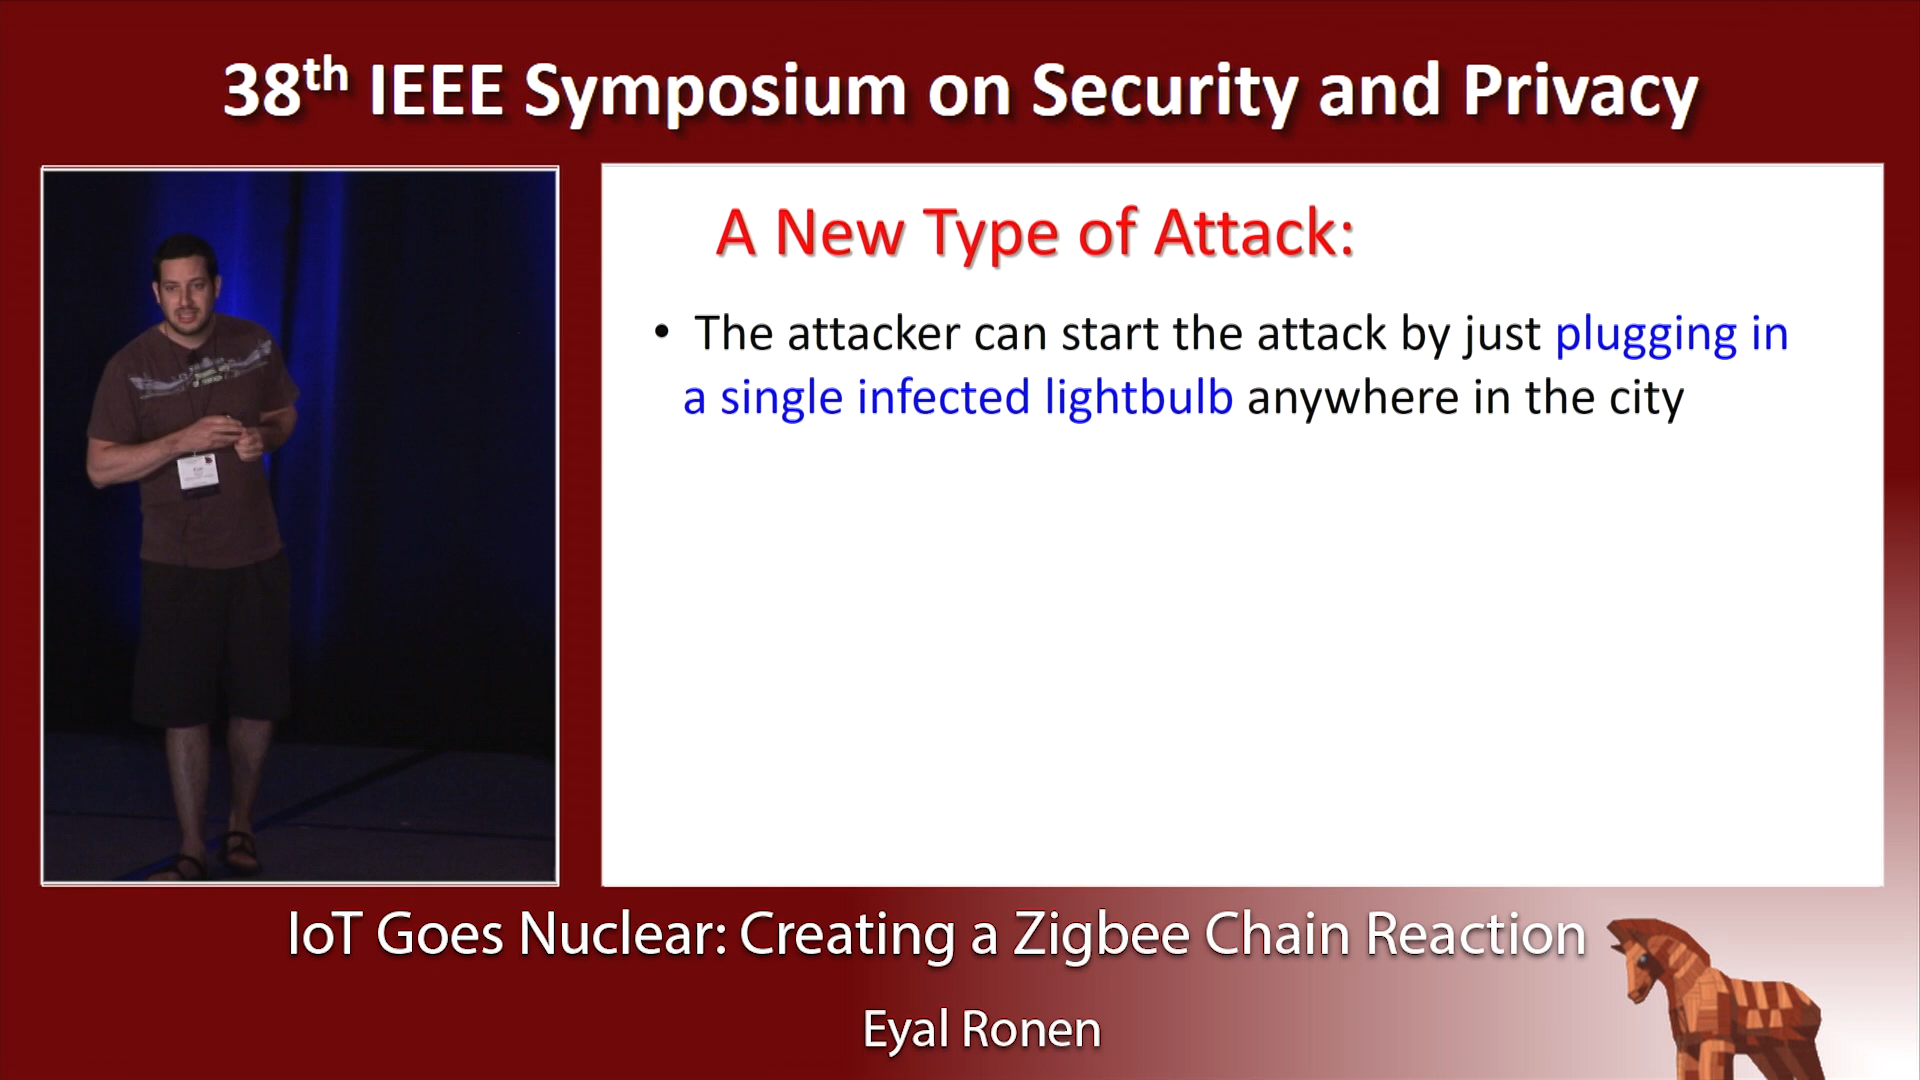 38th IEEE Symposium on Security and Privacy
A New Type of Attack:
• The attacker can start the attack by just plugging in
a single infected lightbulb anywhere in the city
IoT Goes Nuclear: Creating a Zigbee Chain Reaction
Eyal Ronen